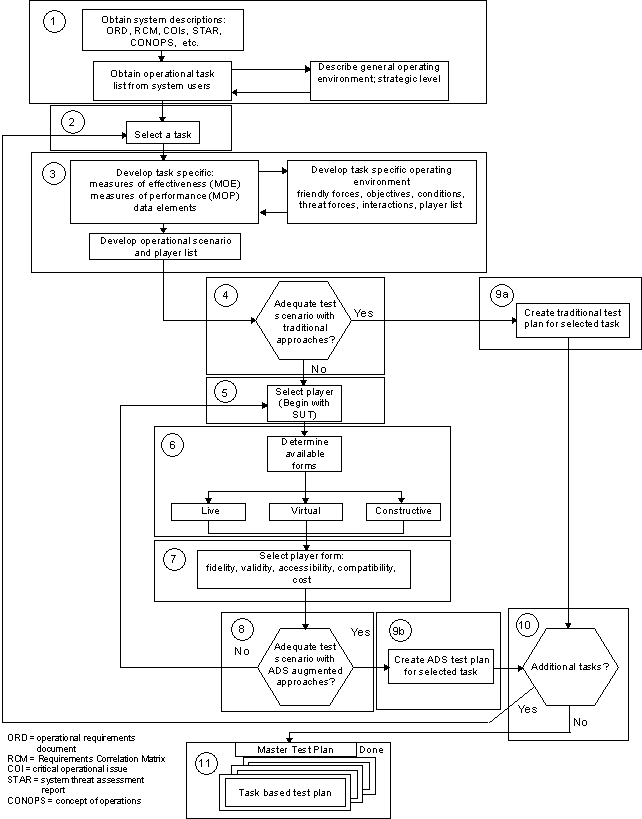 1
Obtain system descriptions:
ORD, RCM, COIs, STAR,
CONOPS, etc.
Obtain operational task
list from system users
Describe general operating
environment; strategic level
2
Select a task
3
Develop task specific:
measures of effectiveness (MOE)
measures of performance (MOP)
data elements
Develop task specific operating
environment
friendly forces, objectives, conditions,
threat forces, interactions, player list
Develop operational scenario
and player list
4
Adequate test
scenario with
traditional
approaches?
Yes
No
9a
Create traditional test
plan for selected task
5
Select player
(Begin with
SUT)
6
Determine
available
forms
Live
Virtual
Constructive
7
Select player form:
fidelity, validity, accessibility, compatibility,
cost
8
No
Adequate test
scenario with
ADS augmented
approaches?
Yes
9b
Create ADS test plan
for selected task
10
Additional tasks?
Yes
No
11
Master Test Plan
Done
Task based test plan
ORD = operational requirements
document
RCM = Requirements Correlation Matrix
COI = critical operational issue
STAR = system threat assessment
report
CONOPS = concept of operations